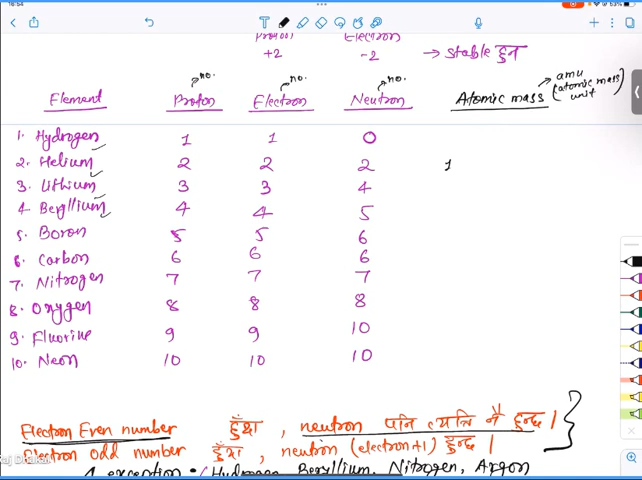 16:54
53%
Proton Electron
+2 -2 → stable हुन
no. no. no. amu (atomic mass unit)
Element Proton Electron Neutron Atomic mass
1. Hydrogen 1 1 0
2. Helium 2 2 2 1
3. Lithium 3 3 4
4. Beryllium 4 4 5
5. Boron 5 5 6
6. Carbon 6 6 6
7. Nitrogen 7 7 7
8. Oxygen 8 8 8
9. Fluorine 9 9 10
10. Neon 10 10 10
Electron Even number हुँदा, neutron पनि त्यति नै हुन्छ।
Electron odd number हुँदा, neutron (electron+1) हुन्छ।
exception Hydrogen, Beryllium, Nitrogen, Argon